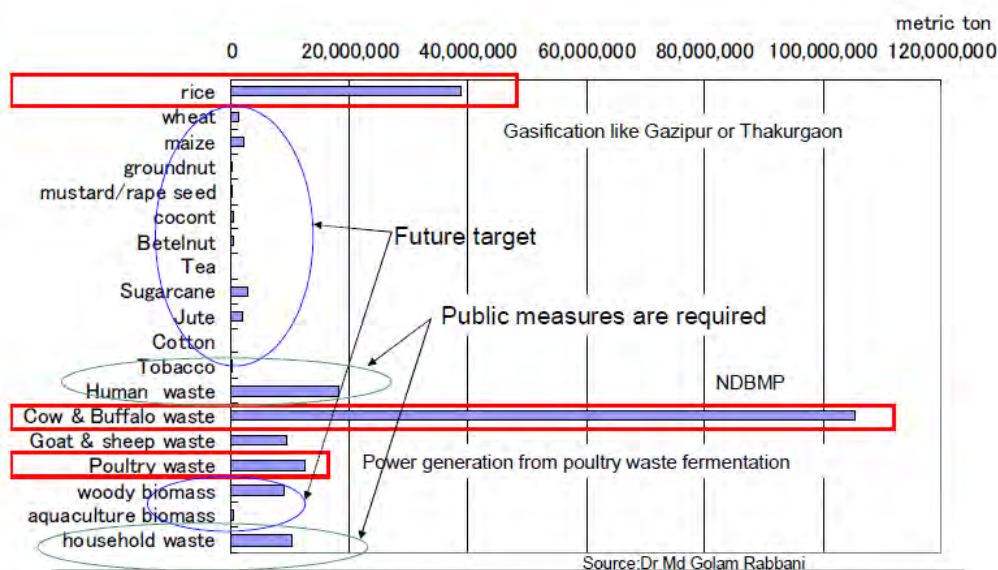 metric ton
0 20,000,000 40,000,000 60,000,000 80,000,000 100,000,000 120,000,000
rice
wheat
Gasification like Gazipur or Thakurgaon
maize
groundnut
mustard/rape seed
cocont
Future target
Betelnut
Tea
Sugarcane
Public measures are required
Jute
Cotton
Tobacco
NDBMP
Human waste
Cow & Buffalo waste
Goat & sheep waste
Poultry waste
Power generation from poultry waste fermentation
woody biomass
aquaculture biomass
household waste
Source:Dr Md Golam Rabbani